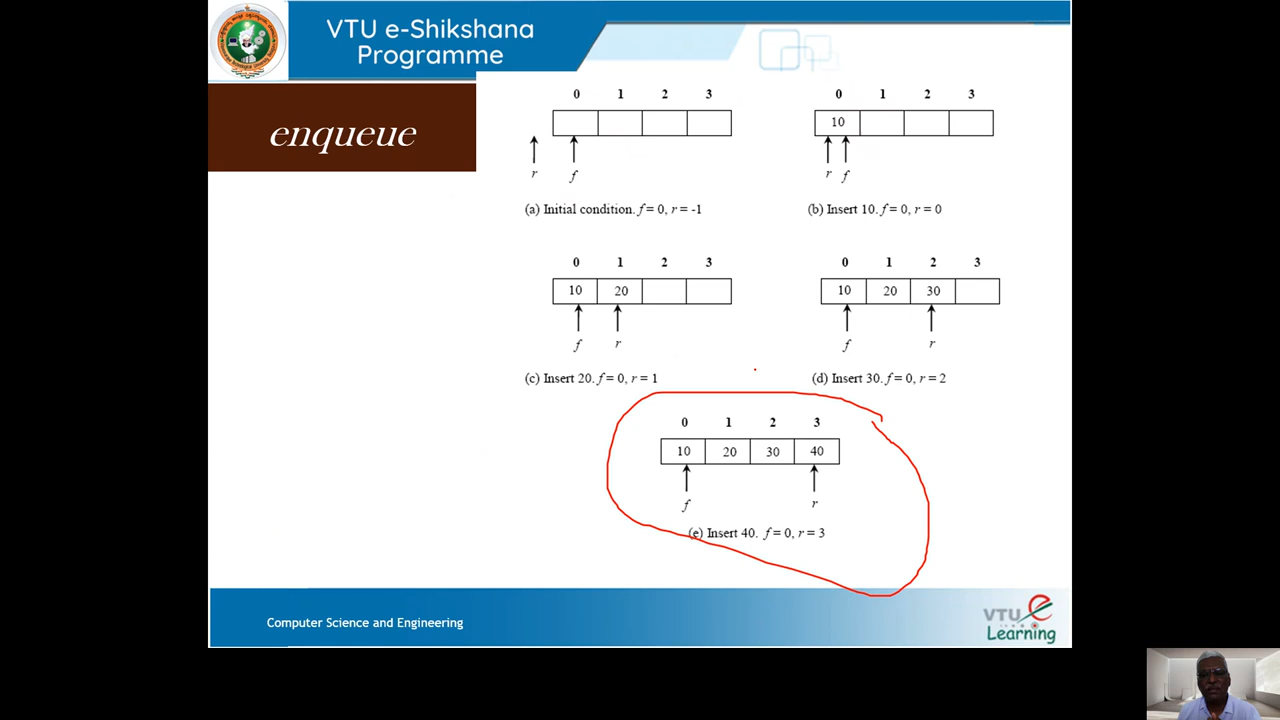 VTU e-Shikshana
Programme
enqueue
0 1 2 3
r f
(a) Initial condition. f = 0, r = -1
0 1 2 3
10
r f
(b) Insert 10. f = 0, r = 0
0 1 2 3
10 20
f r
(c) Insert 20. f = 0, r = 1
0 1 2 3
10 20 30
f r
(d) Insert 30. f = 0, r = 2
0 1 2 3
10 20 30 40
f r
(e) Insert 40. f = 0, r = 3
Computer Science and Engineering
VTU e
Learning